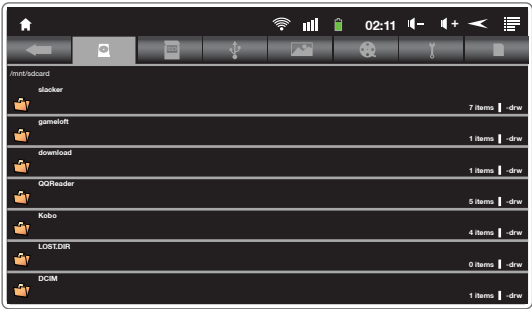 02:11
/mnt/sdcard
slacker
7 items -drw
gameloft
1 items -drw
download
1 items -drw
QQReader
5 items -drw
Kobo
4 items -drw
LOST.DIR
0 items -drw
DCIM
1 items -drw